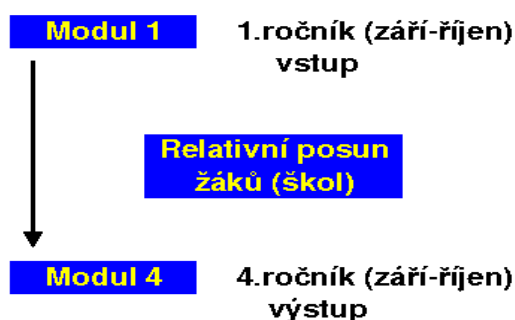 Modul 1
1.ročník (září-říjen)
vstup
Relativní posun
žáků (škol)
Modul 4
4.ročník (září-říjen)
výstup